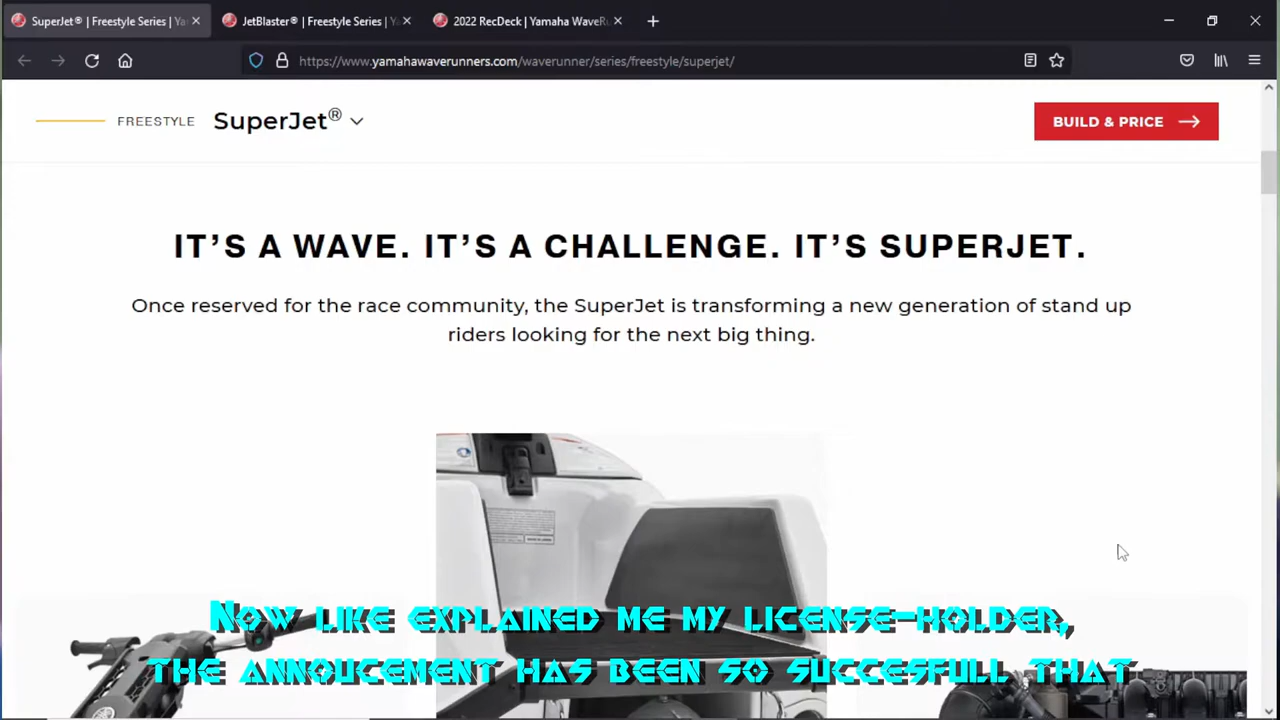 SuperJet® | Freestyle Series | Ya
JetBlaster® | Freestyle Series | Y
2022 RecDeck | Yamaha WaveRu
https://www.yamahawaverunners.com/waverunner/series/freestyle/superjet/
FREESTYLE SuperJet®
BUILD & PRICE
IT’S A WAVE. IT’S A CHALLENGE. IT’S SUPERJET.
Once reserved for the race community, the SuperJet is transforming a new generation of stand up
riders looking for the next big thing.
Now like explained me my license-holder,
the annoucement has been so succesfull that